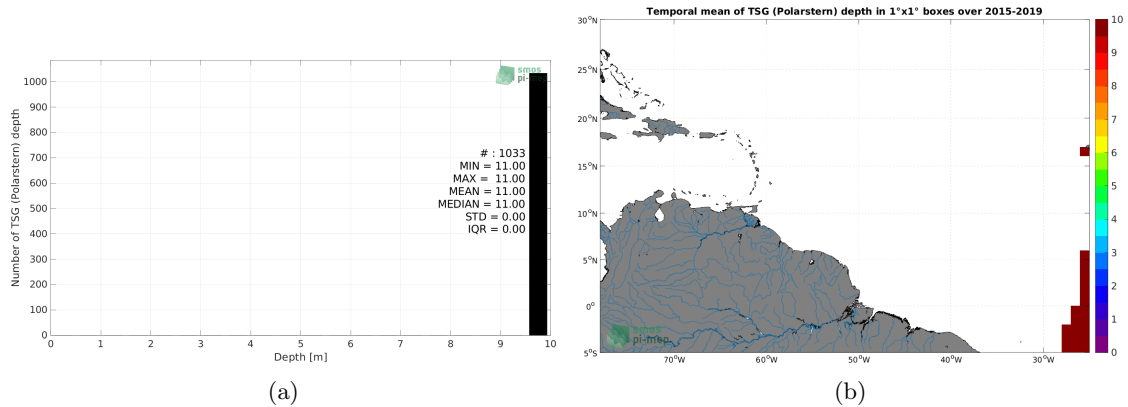 1000
900
800
700
600
500
400
300
200
100
0
Number of TSG (Polarstern) depth
smos
pi-mep
# : 1033
MIN = 11.00
MAX = 11.00
MEAN = 11.00
MEDIAN = 11.00
STD = 0.00
IQR = 0.00
0 1 2 3 4 5 6 7 8 9 10
Depth [m]
(a)
Temporal mean of TSG (Polarstern) depth in 1°x1° boxes over 2015-2019
30°N
25°N
20°N
15°N
10°N
5°N
0°
5°S
smos
pi-mep
70°W 60°W 50°W 40°W 30°W
10
9
8
7
6
5
4
3
2
1
0
(b)